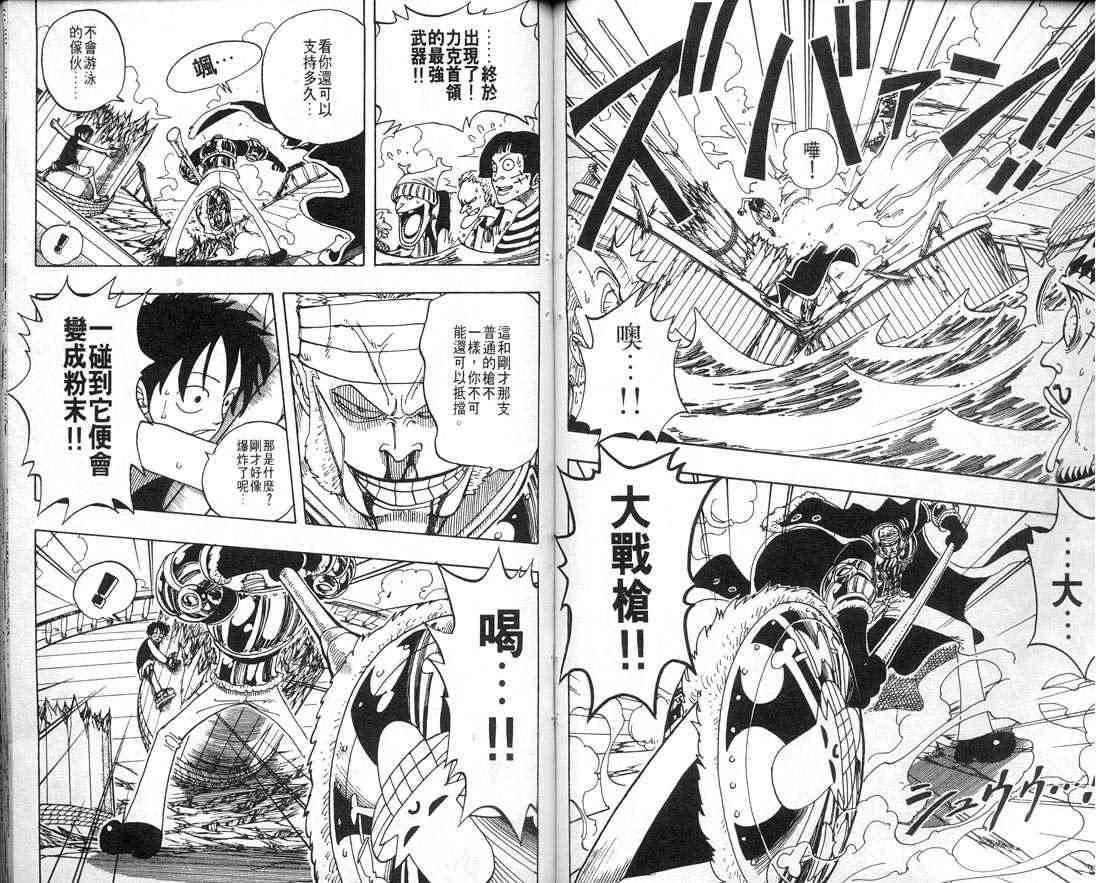 ズバァン!!
嘩!
噢…!!
…大…
大戰槍!!
シュウウ…
……終於
出現了!
力克首領
的最強
武器!!
看你還可以
支持多久…
颯…
不會游泳
的傢伙……
!
這和剛才那支
普通的槍不
一樣,你不可
能還可以抵擋。
那是什麼?
剛才好像
爆炸了呢…
一碰到它便會
變成粉末!!
喝…!!
!